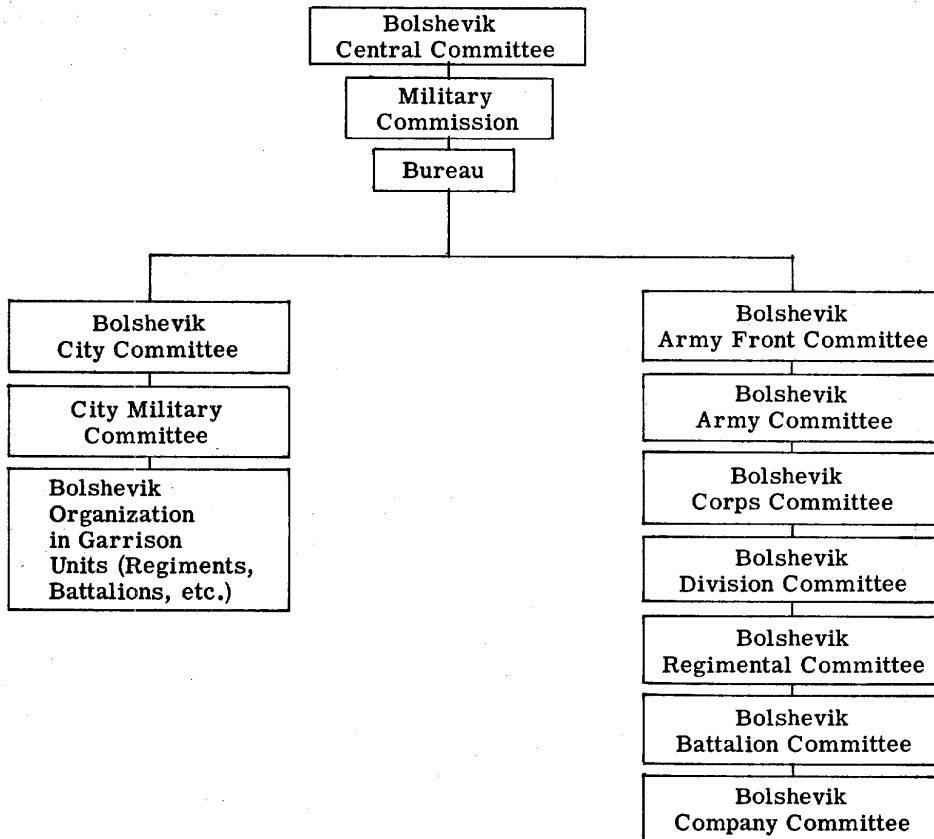 Bolshevik
Central Committee
Military
Commission
Bureau
Bolshevik
City Committee
City Military
Committee
Bolshevik
Organization
in Garrison
Units (Regiments,
Battalions, etc.)
Bolshevik
Army Front Committee
Bolshevik
Army Committee
Bolshevik
Corps Committee
Bolshevik
Division Committee
Bolshevik
Regimental Committee
Bolshevik
Battalion Committee
Bolshevik
Company Committee